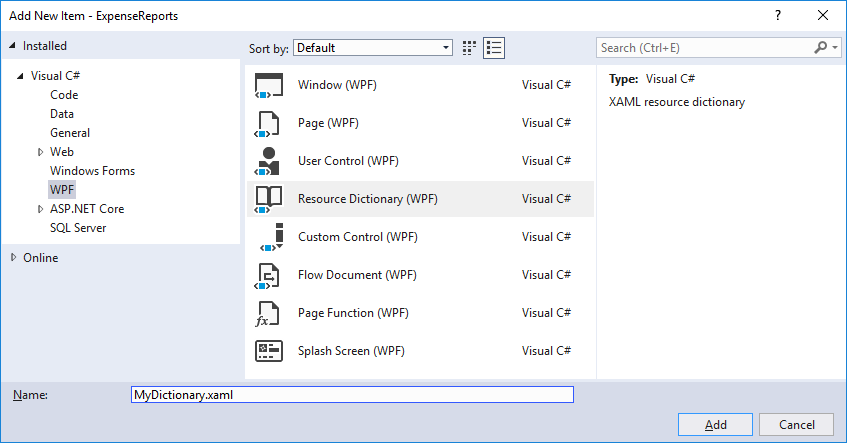 Add New Item - ExpenseReports
Installed
Sort by: Default
Search (Ctrl+E)
Visual C#
Code
Data
General
Web
Windows Forms
WPF
ASP.NET Core
SQL Server
Online
Window (WPF) Visual C#
Page (WPF) Visual C#
User Control (WPF) Visual C#
Resource Dictionary (WPF) Visual C#
Custom Control (WPF) Visual C#
Flow Document (WPF) Visual C#
Page Function (WPF) Visual C#
Splash Screen (WPF) Visual C#
Type: Visual C#
XAML resource dictionary
Name: MyDictionary.xaml
Add Cancel